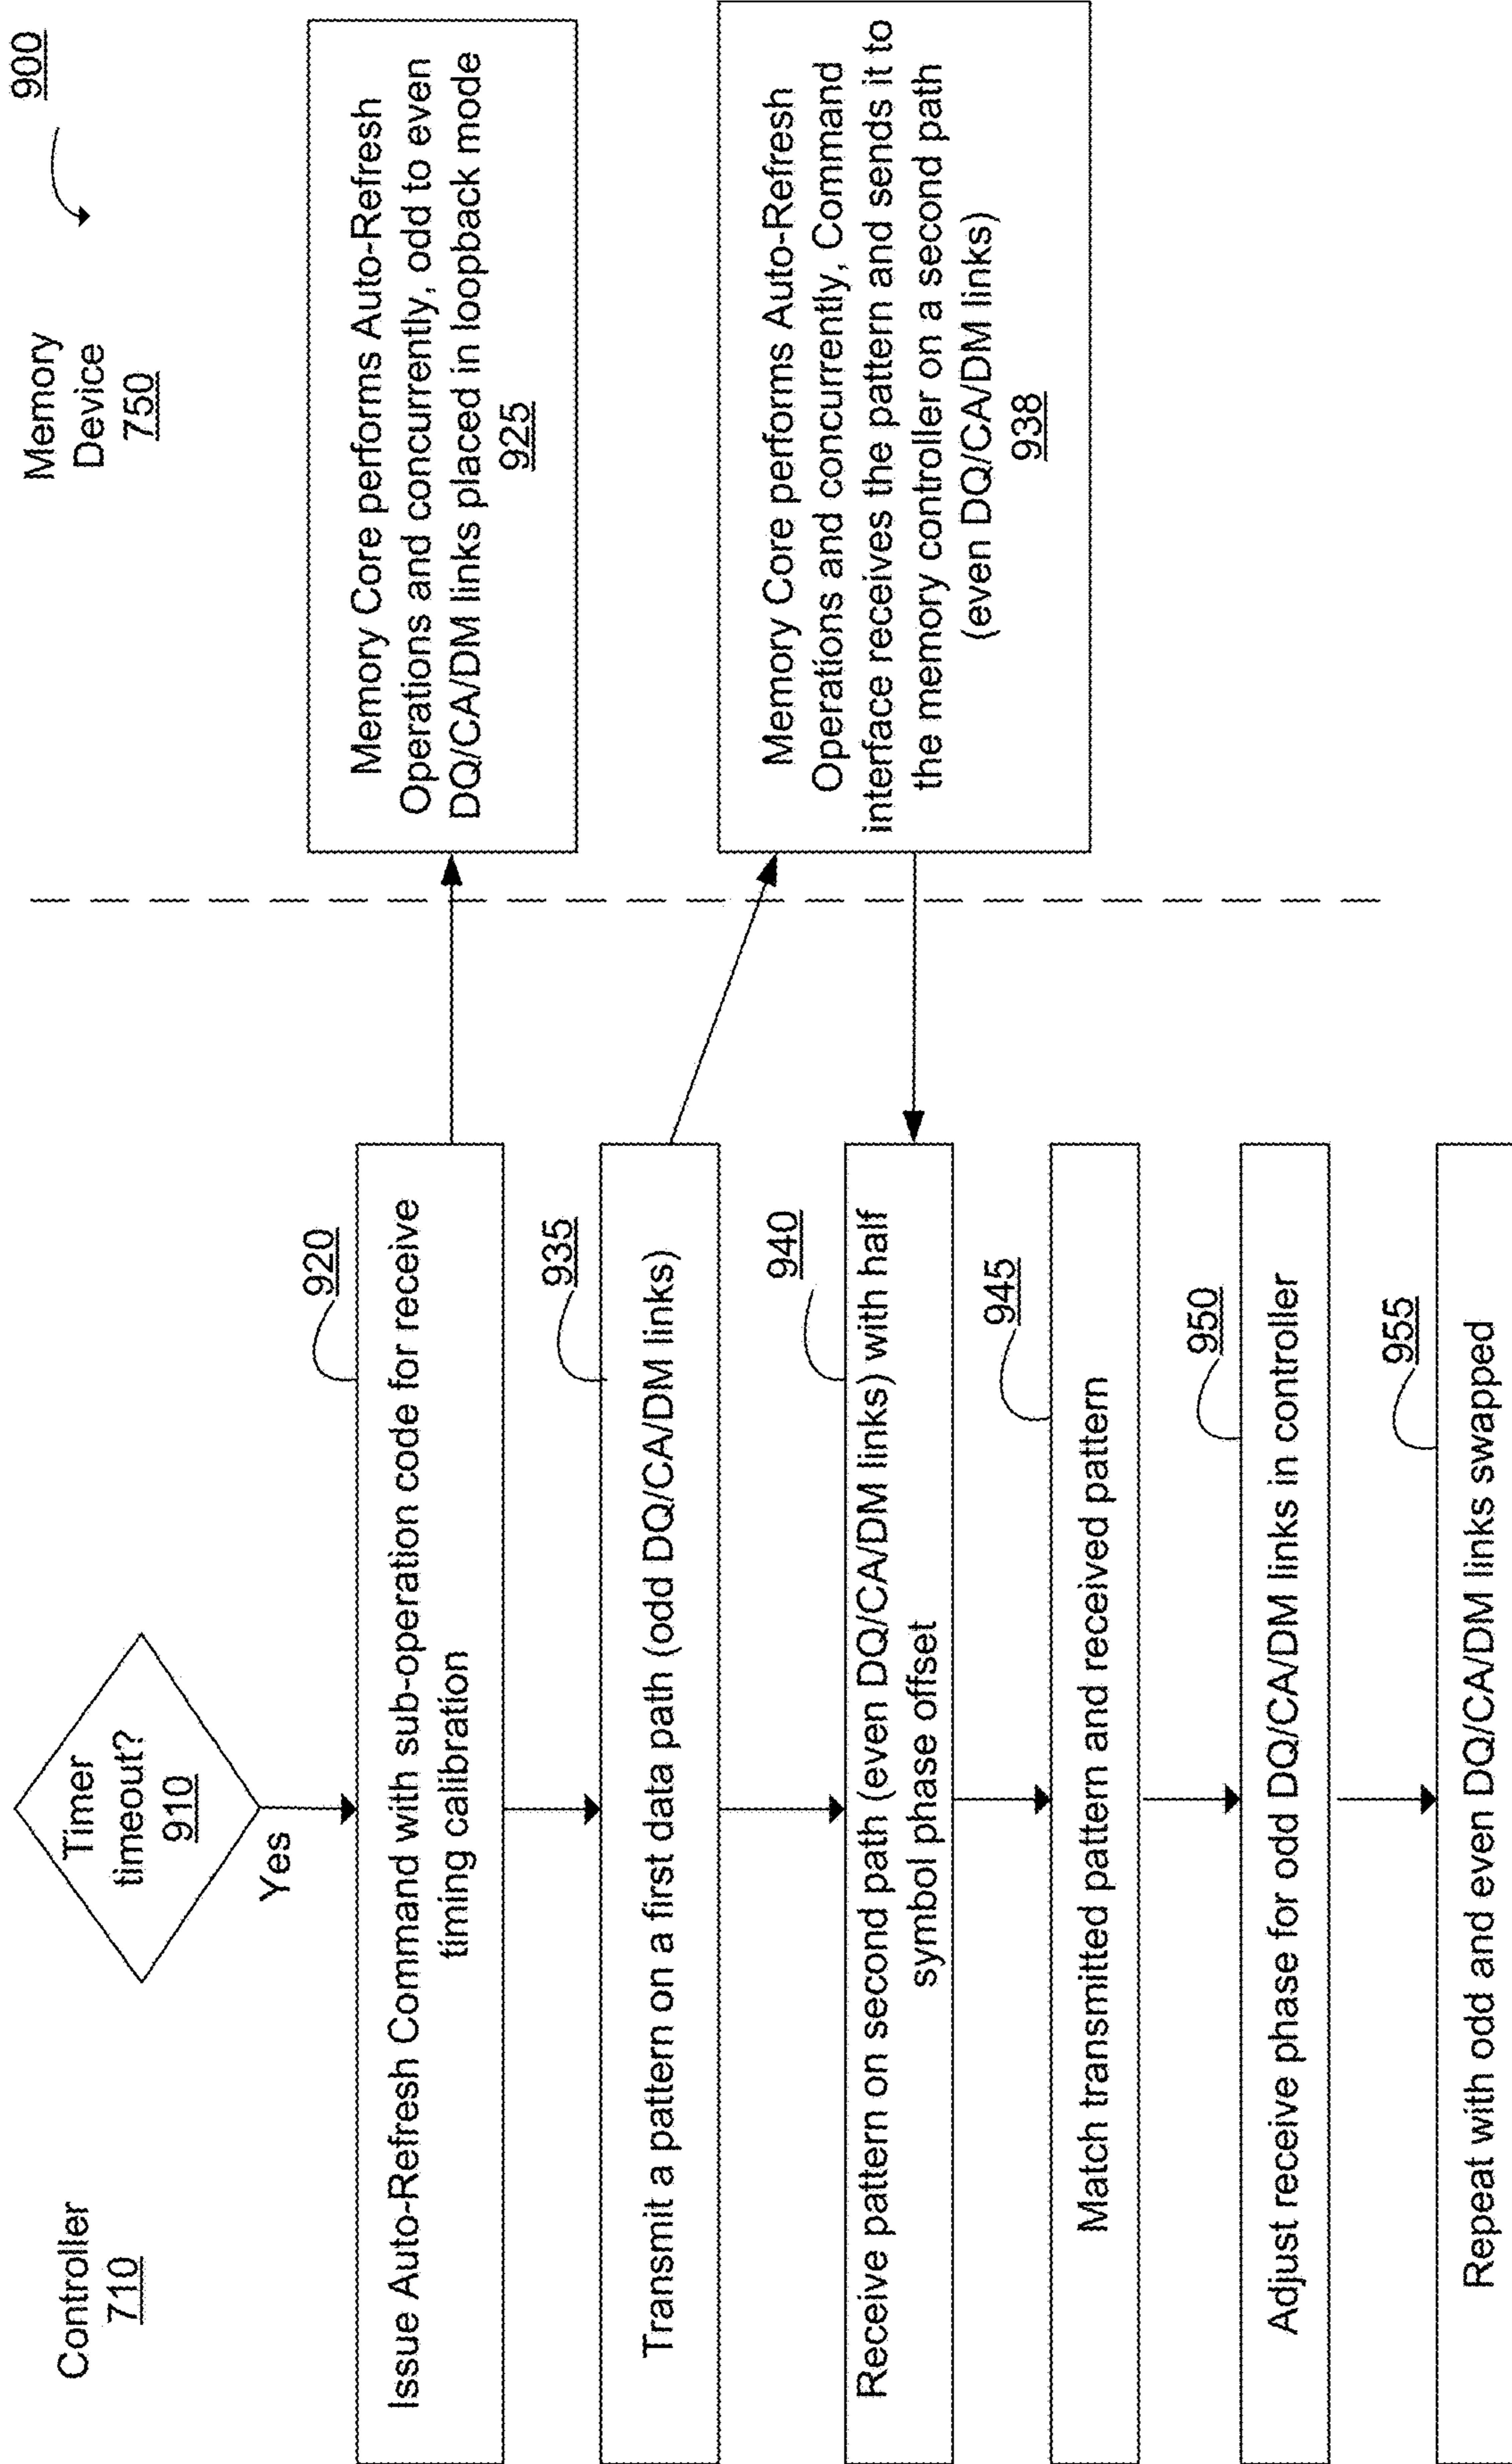 900
Controller
710
Memory
Device
750
Timer
timeout?
910
Yes
920
Issue Auto-Refresh Command with sub-operation code for receive
timing calibration
Memory Core performs Auto-Refresh
Operations and concurrently, odd to even
DQ/CA/DM links placed in loopback mode
925
935
Transmit a pattern on a first data path (odd DQ/CA/DM links)
Memory Core performs Auto-Refresh
Operations and concurrently, Command
interface receives the pattern and sends it to
the memory controller on a second path
(even DQ/CA/DM links)
938
940
Receive pattern on second path (even DQ/CA/DM links) with half
symbol phase offset
945
Match transmitted pattern and received pattern
950
Adjust receive phase for odd DQ/CA/DM links in controller
955
Repeat with odd and even DQ/CA/DM links swapped